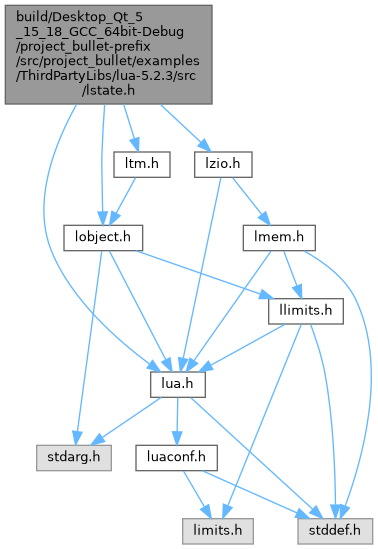 build/Desktop_Qt_5
_15_18_GCC_64bit-Debug
/project_bullet-prefix
/src/project_bullet/examples
/ThirdPartyLibs/lua-5.2.3/src
/lstate.h
ltm.h
lzio.h
lobject.h
lmem.h
llimits.h
lua.h
stdarg.h
luaconf.h
limits.h
stddef.h